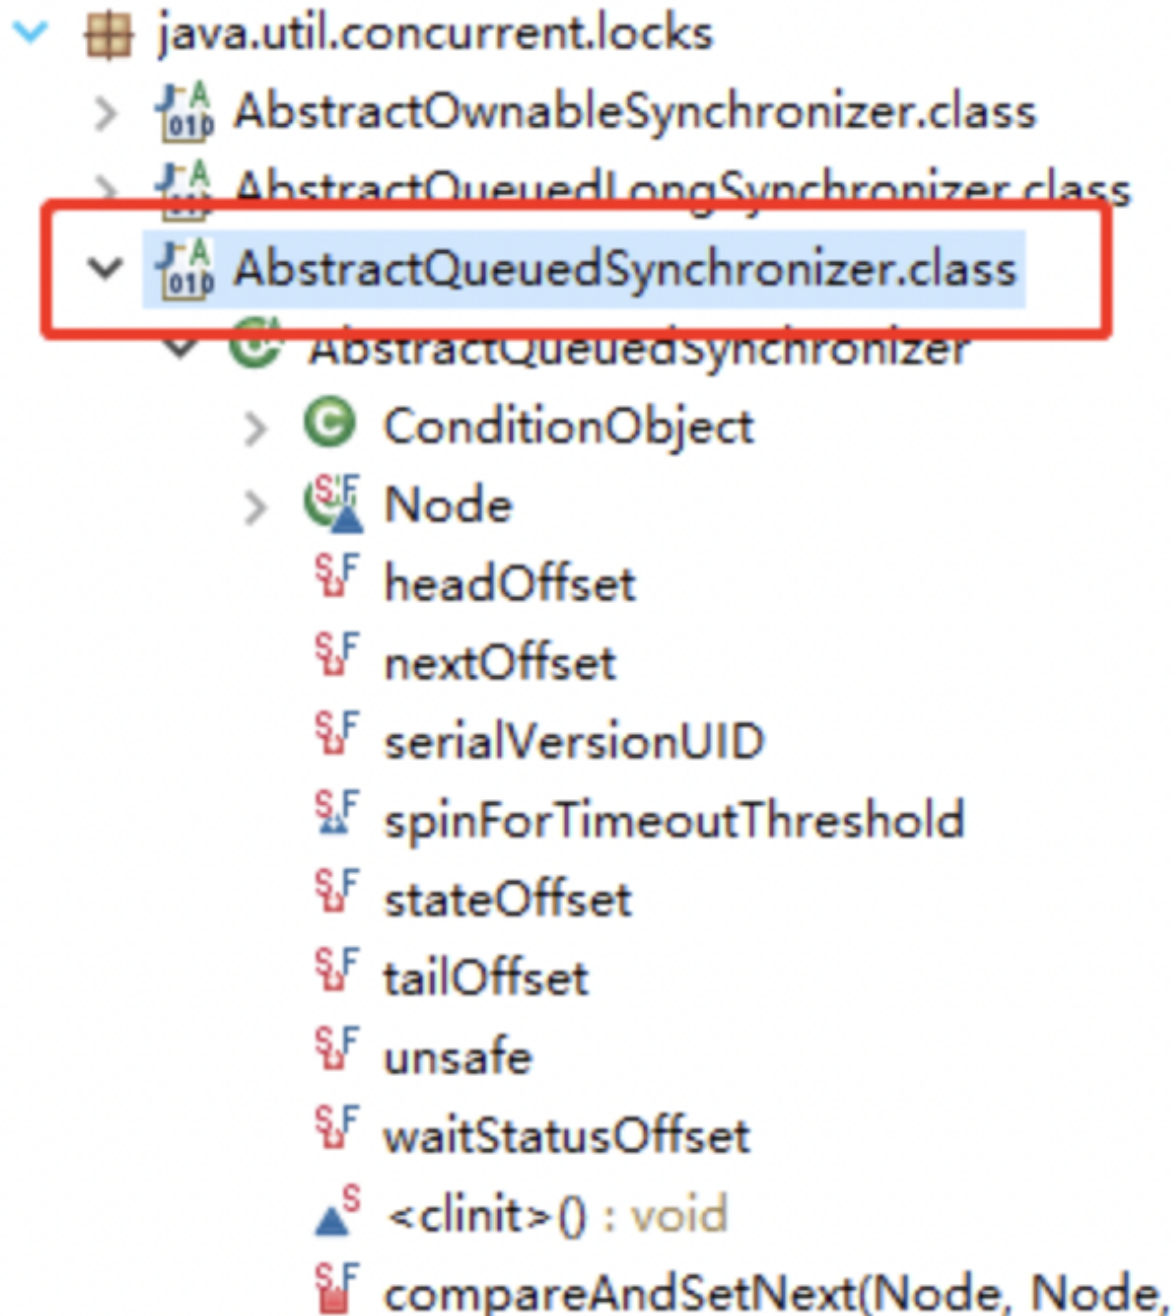 java.util.concurrent.locks
AbstractOwnableSynchronizer.class
AbstractQueuedLongSynchronizer.class
AbstractQueuedSynchronizer.class
AbstractQueuedSynchronizer
ConditionObject
Node
headOffset
nextOffset
serialVersionUID
spinForTimeoutThreshold
stateOffset
tailOffset
unsafe
waitStatusOffset
<clinit>() : void
compareAndSetNext(Node, Node,